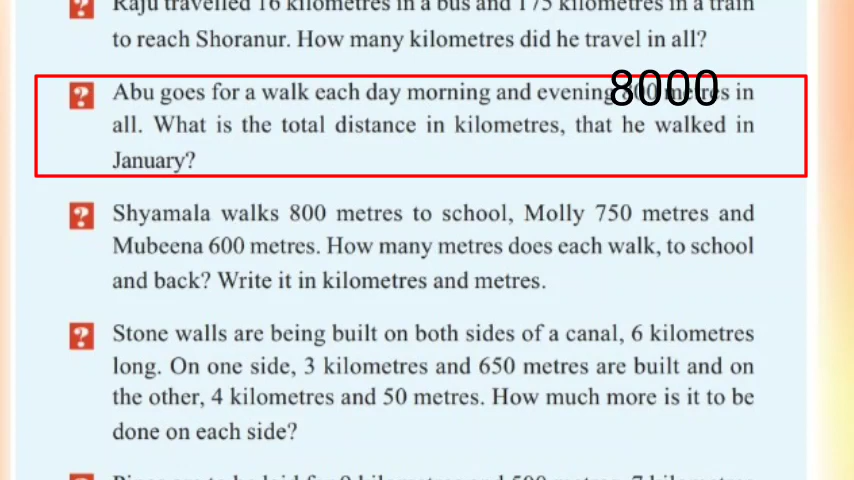 Raju travelled 16 kilometres in a bus and 175 kilometres in a train
to reach Shoranur. How many kilometres did he travel in all?
? Abu goes for a walk each day morning and evening 8000 in
all. What is the total distance in kilometres, that he walked in
January?
? Shyamala walks 800 metres to school, Molly 750 metres and
Mubeena 600 metres. How many metres does each walk, to school
and back? Write it in kilometres and metres.
? Stone walls are being built on both sides of a canal, 6 kilometres
long. On one side, 3 kilometres and 650 metres are built and on
the other, 4 kilometres and 50 metres. How much more is it to be
done on each side?